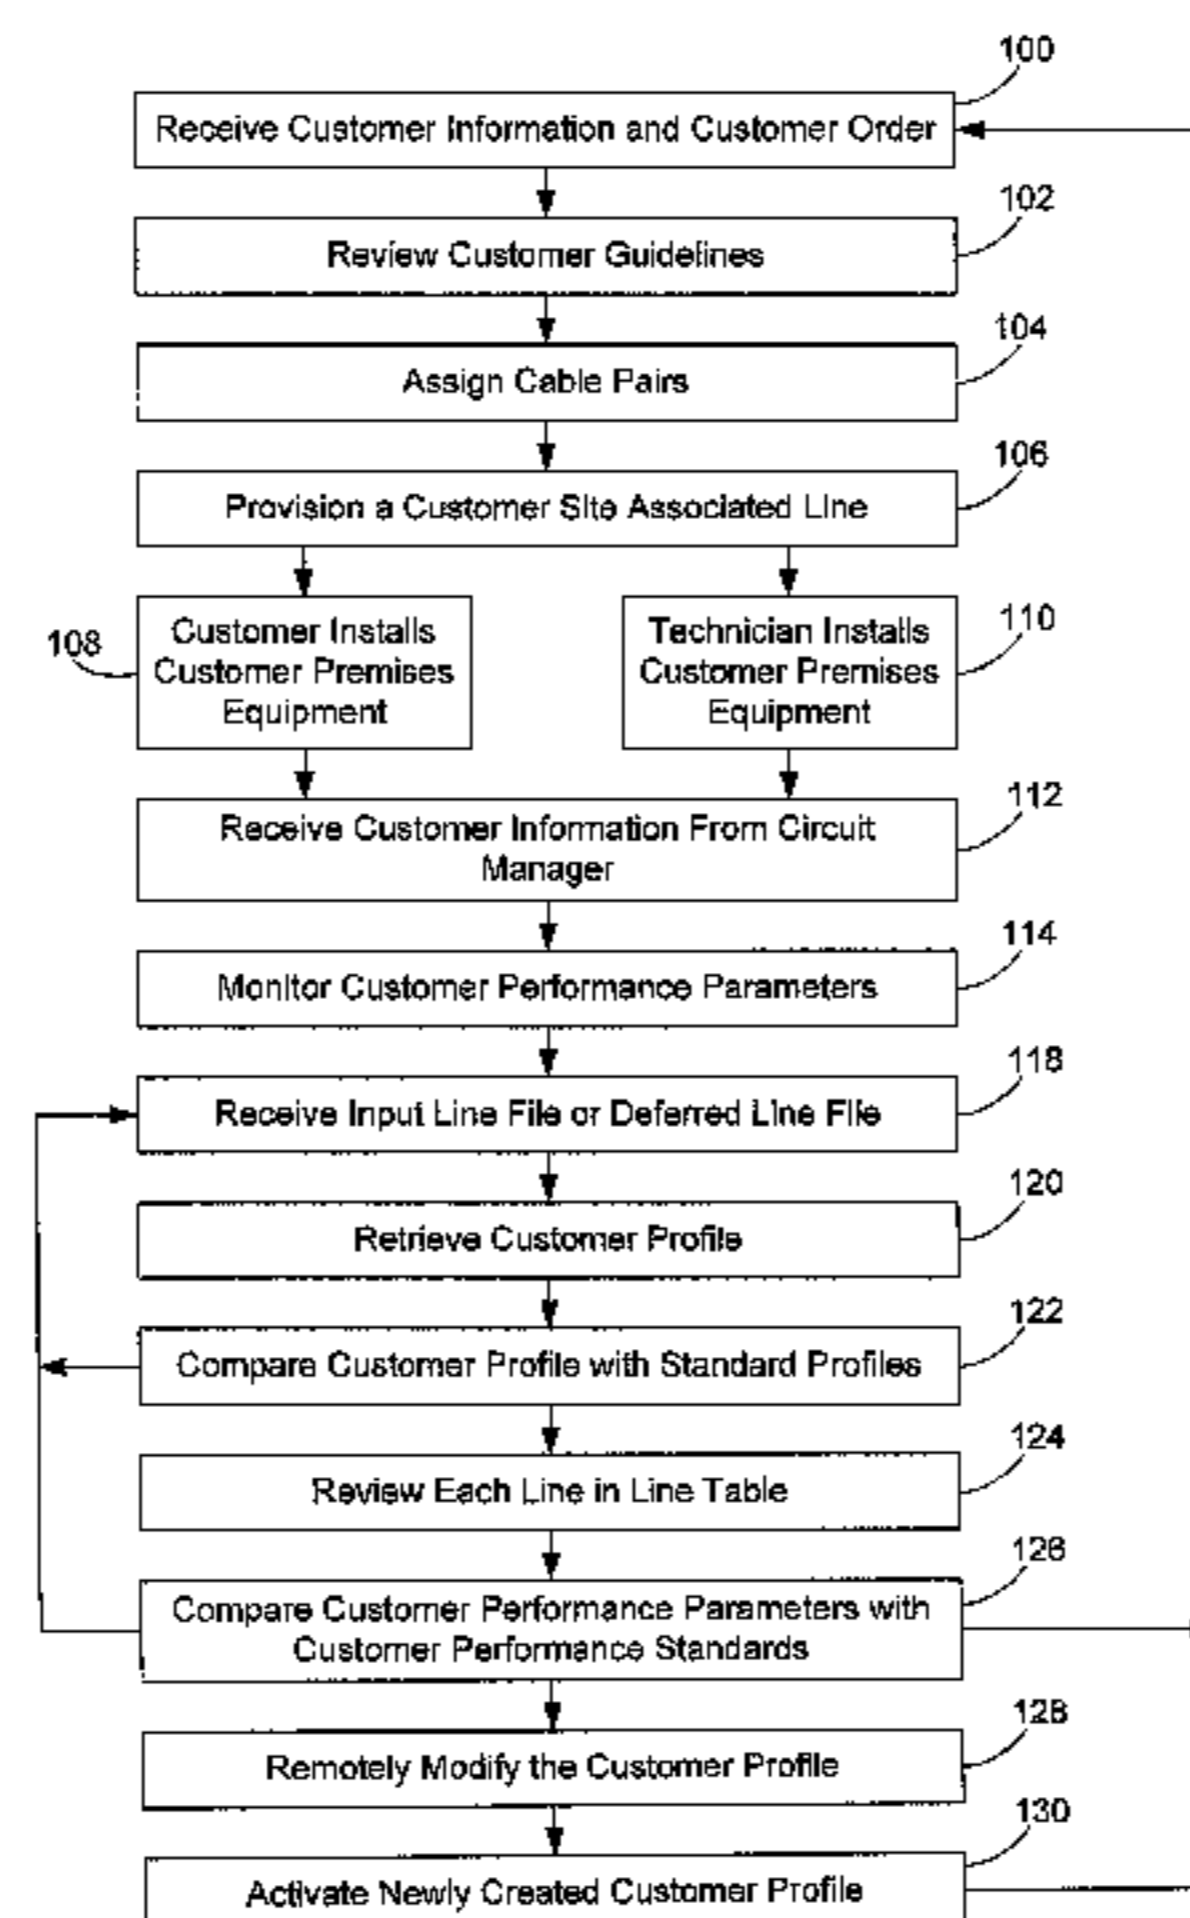 100
Receive Customer Information and Customer Order
102
Review Customer Guidelines
104
Assign Cable Pairs
106
Provision a Customer Site Associated Line
108
Customer Installs
Customer Premises
Equipment
Technician Installs
Customer Premises
Equipment
110
112
Receive Customer Information From Circuit
Manager
114
Monitor Customer Performance Parameters
118
Receive Input Line File or Deferred Line File
120
Retrieve Customer Profile
122
Compare Customer Profile with Standard Profiles
124
Review Each Line in Line Table
126
Compare Customer Performance Parameters with
Customer Performance Standards
128
Remotely Modify the Customer Profile
130
Activate Newly Created Customer Profile